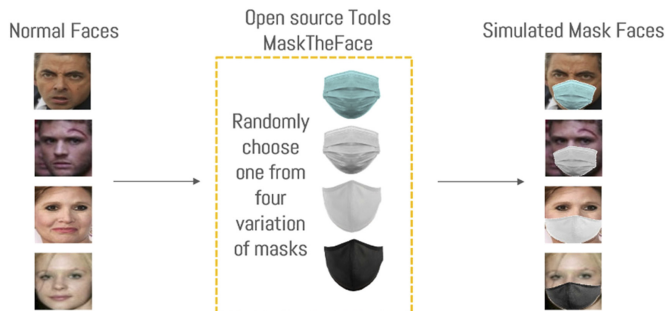 Normal Faces
Open source Tools
MaskTheFace
Simulated Mask Faces
Randomly
choose
one from
four
variation
of masks